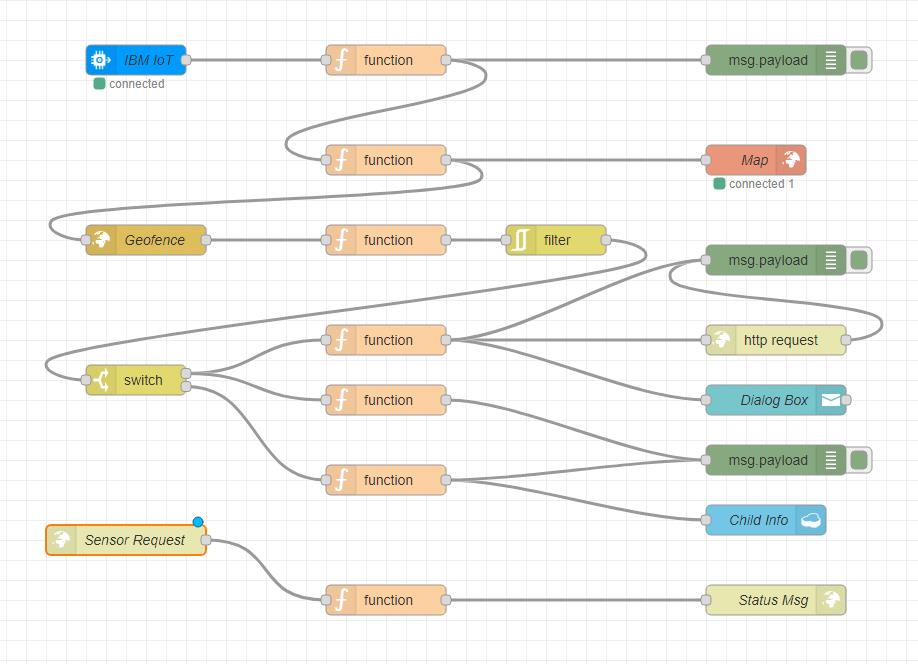 IBM IoT
function
msg.payload
connected
function
Map
connected 1
Geofence
function
filter
msg.payload
function
http request
switch
function
Dialog Box
msg.payload
function
Child Info
Sensor Request
function
Status Msg